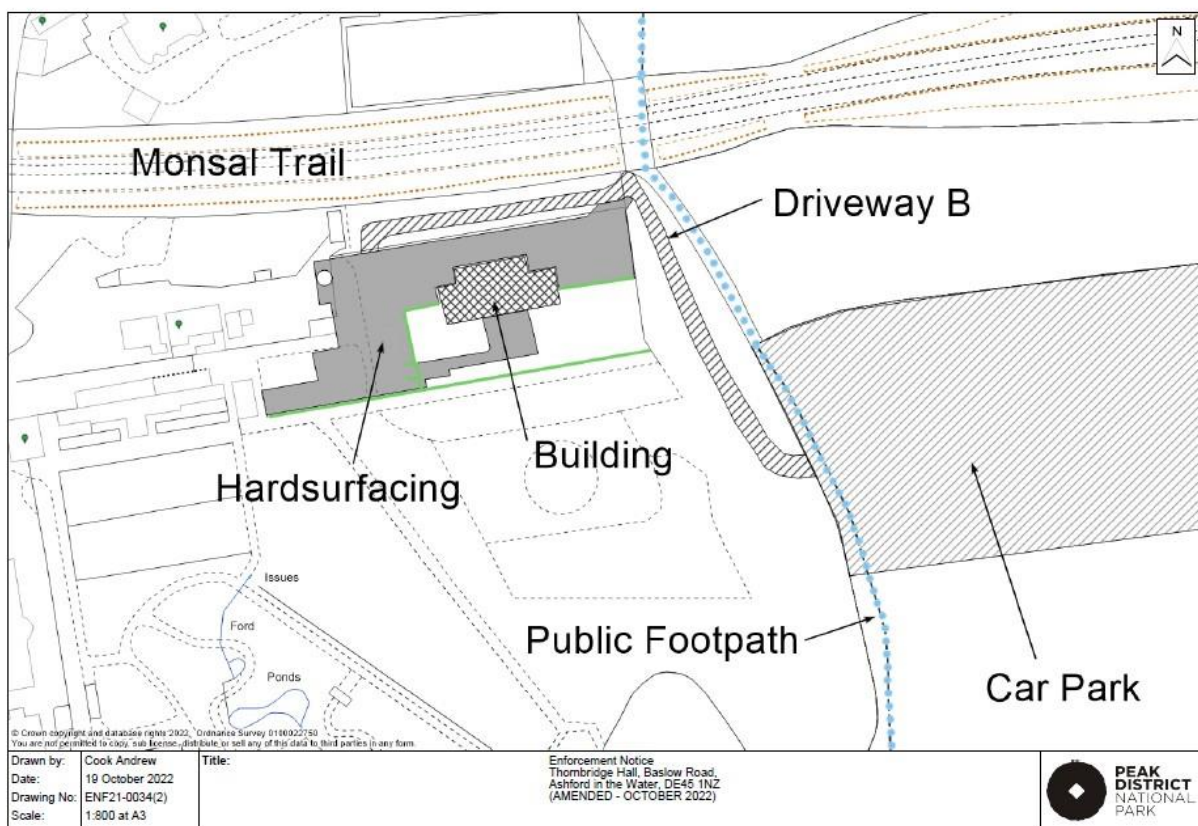 N
Monsal Trail
Driveway B
Building
Hardsurfacing
Issues
Ford
Public Footpath
Ponds
Car Park
© Crown copyright and database rights 2022, Ordnance Survey 0100022750
You are not permitted to copy, sub license, distribute or sell any of this data to third parties in any form.
Drawn by: Cook Andrew
Date: 19 October 2022
Drawing No: ENF21-0034(2)
Scale: 1:800 at A3
Title:
Enforcement Notice
Thornbridge Hall, Baslow Road,
Ashford in the Water, DE45 1NZ
(AMENDED - OCTOBER 2022)
PEAK
DISTRICT
NATIONAL
PARK